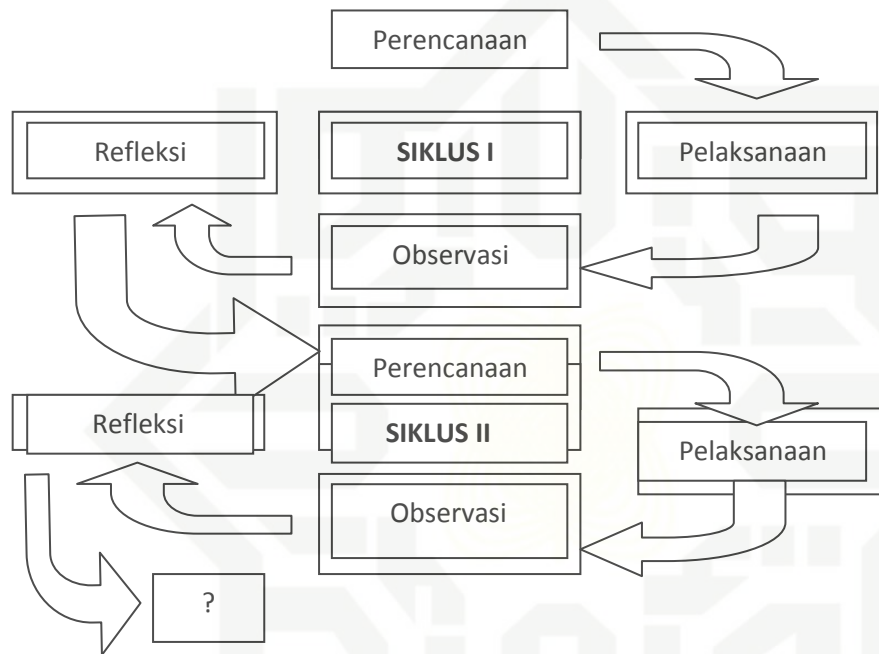 Perencanaan
Refleksi
SIKLUS I
Pelaksanaan
Observasi
Perencanaan
Refleksi
SIKLUS II
Pelaksanaan
Observasi
?